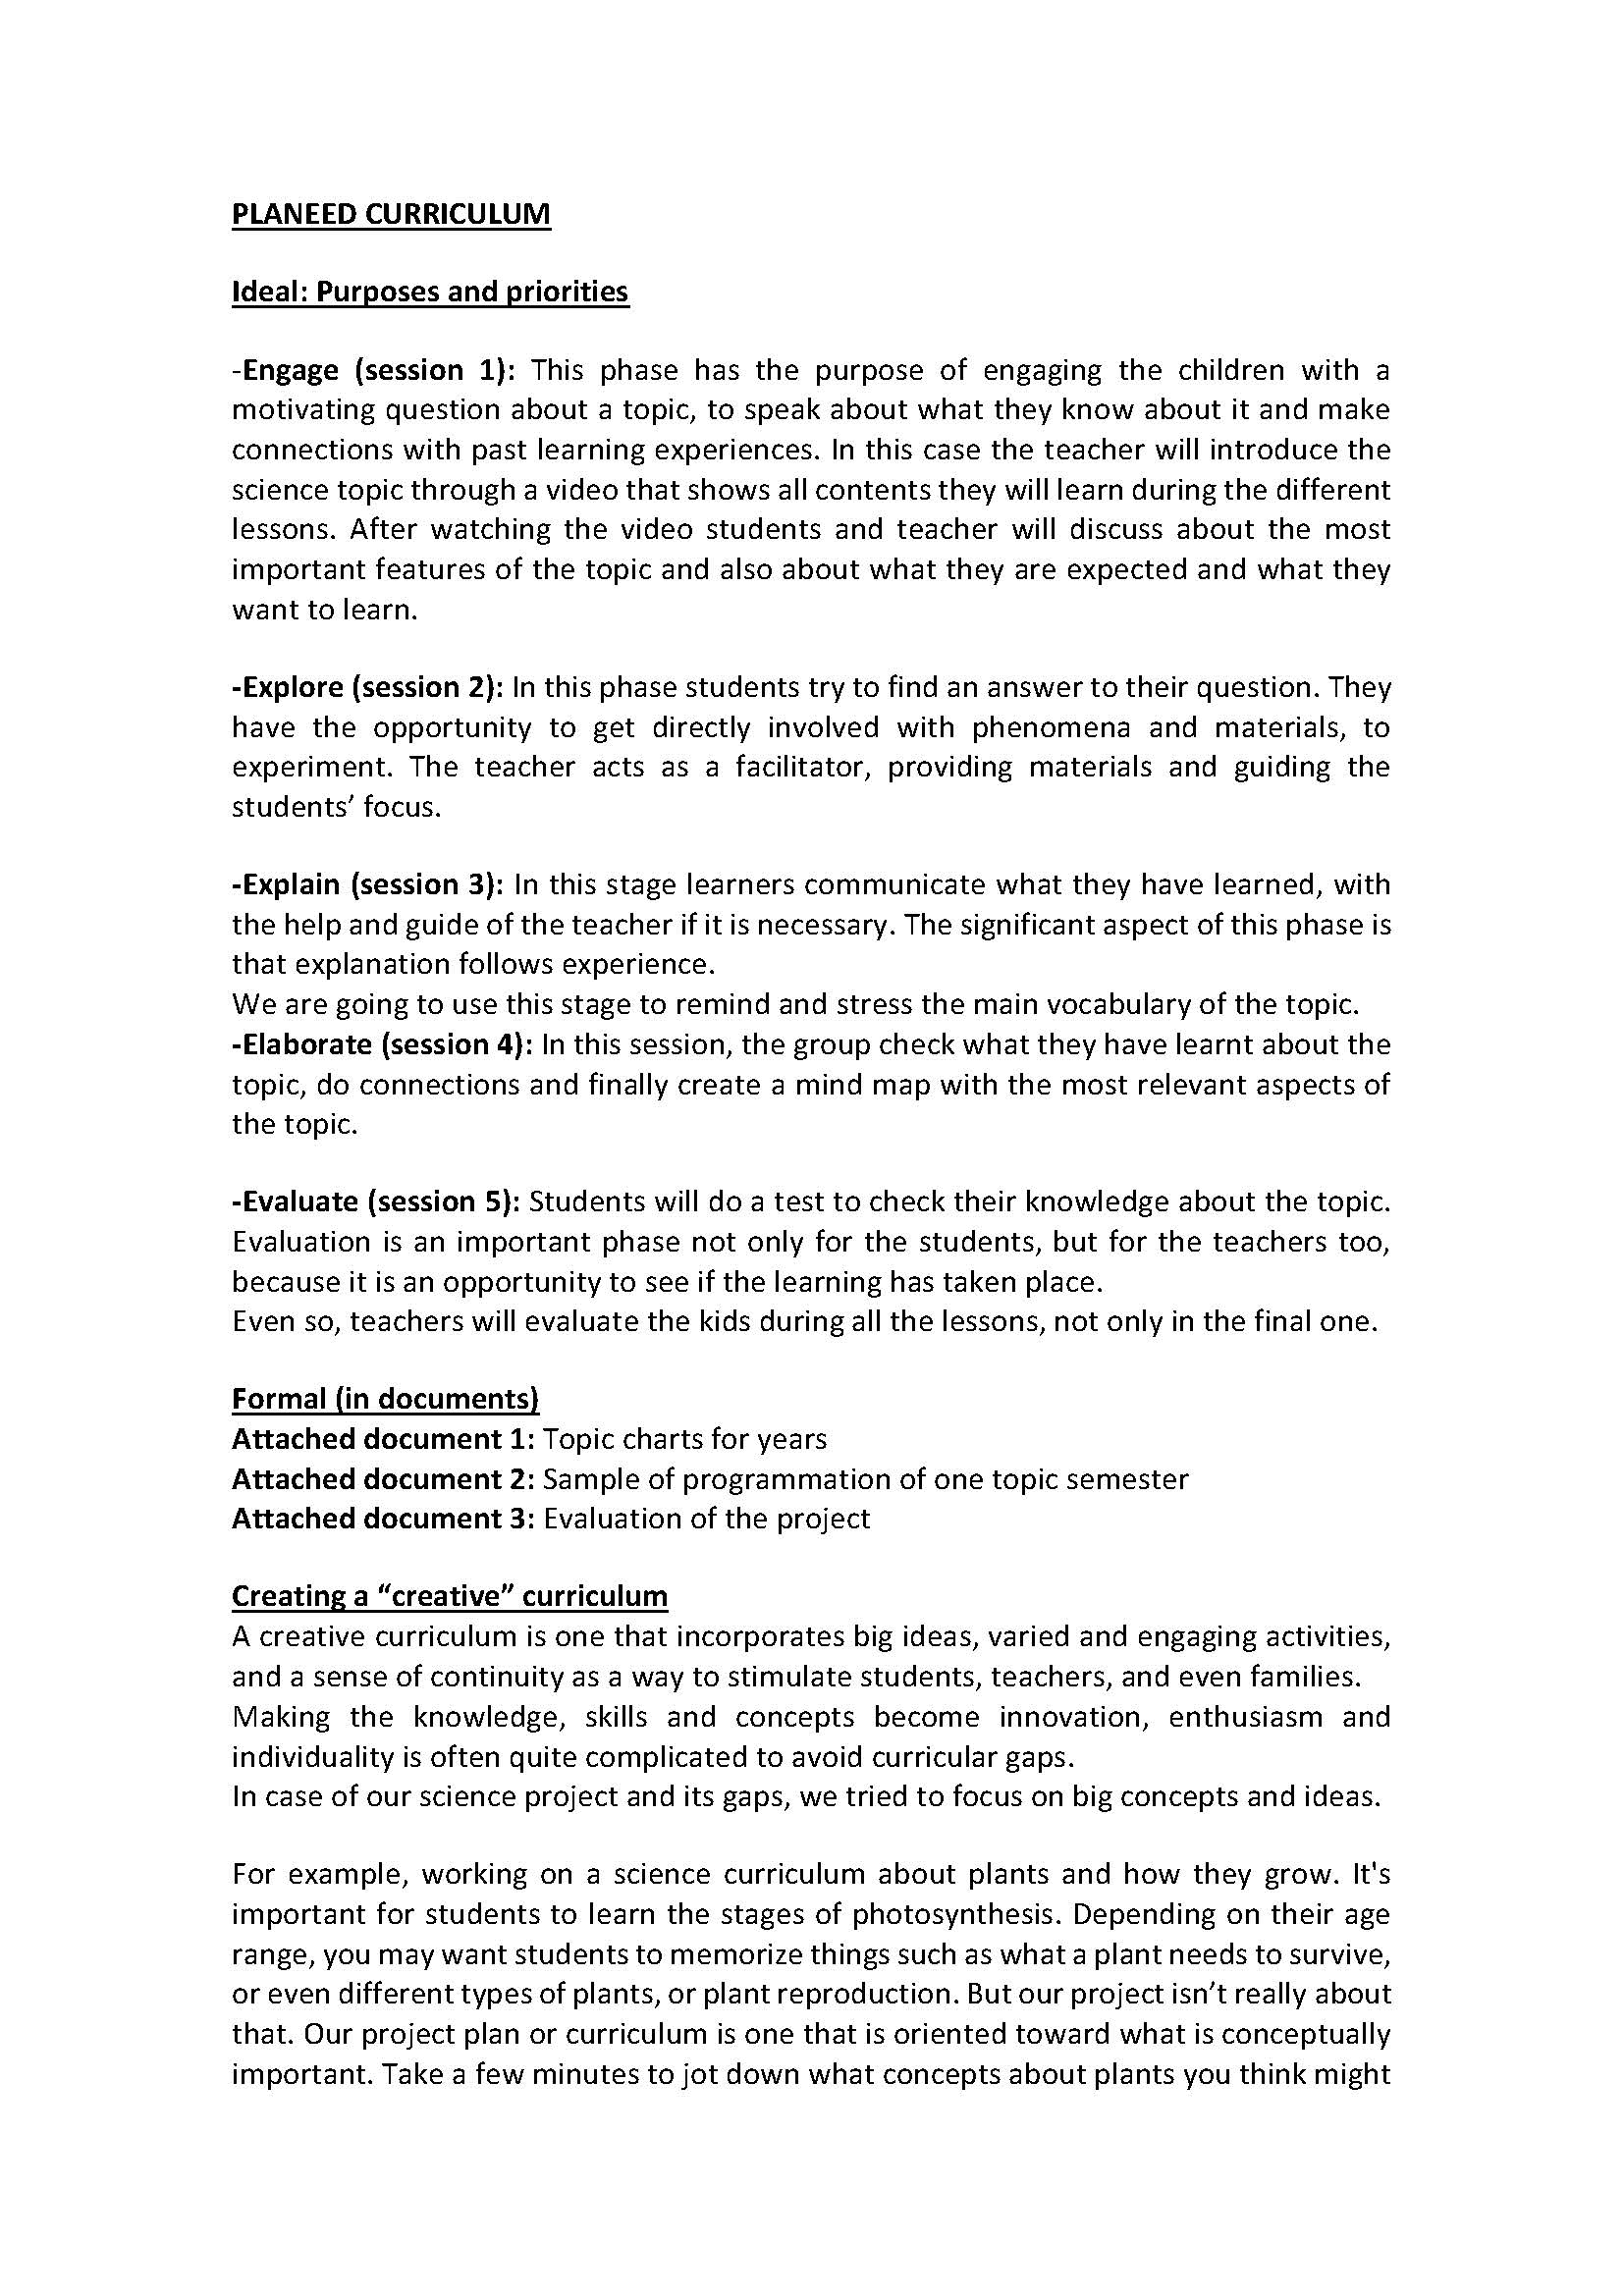 PLANEED CURRICULUM
Ideal: Purposes and priorities
-Engage (session 1): This phase has the purpose of engaging the children with a
motivating question about a topic, to speak about what they know about it and make
connections with past learning experiences. In this case the teacher will introduce the
science topic through a video that shows all contents they will learn during the different
lessons. After watching the video students and teacher will discuss about the most
important features of the topic and also about what they are expected and what they
want to learn.
-Explore (session 2): In this phase students try to find an answer to their question. They
have the opportunity to get directly involved with phenomena and materials, to
experiment. The teacher acts as a facilitator, providing materials and guiding the
students’ focus.
-Explain (session 3): In this stage learners communicate what they have learned, with
the help and guide of the teacher if it is necessary. The significant aspect of this phase is
that explanation follows experience.
We are going to use this stage to remind and stress the main vocabulary of the topic.
-Elaborate (session 4): In this session, the group check what they have learnt about the
topic, do connections and finally create a mind map with the most relevant aspects of
the topic.
-Evaluate (session 5): Students will do a test to check their knowledge about the topic.
Evaluation is an important phase not only for the students, but for the teachers too,
because it is an opportunity to see if the learning has taken place.
Even so, teachers will evaluate the kids during all the lessons, not only in the final one.
Formal (in documents)
Attached document 1: Topic charts for years
Attached document 2: Sample of programmation of one topic semester
Attached document 3: Evaluation of the project
Creating a “creative” curriculum
A creative curriculum is one that incorporates big ideas, varied and engaging activities,
and a sense of continuity as a way to stimulate students, teachers, and even families.
Making the knowledge, skills and concepts become innovation, enthusiasm and
individuality is often quite complicated to avoid curricular gaps.
In case of our science project and its gaps, we tried to focus on big concepts and ideas.
For example, working on a science curriculum about plants and how they grow. It's
important for students to learn the stages of photosynthesis. Depending on their age
range, you may want students to memorize things such as what a plant needs to survive,
or even different types of plants, or plant reproduction. But our project isn’t really about
that. Our project plan or curriculum is one that is oriented toward what is conceptually
important. Take a few minutes to jot down what concepts about plants you think might